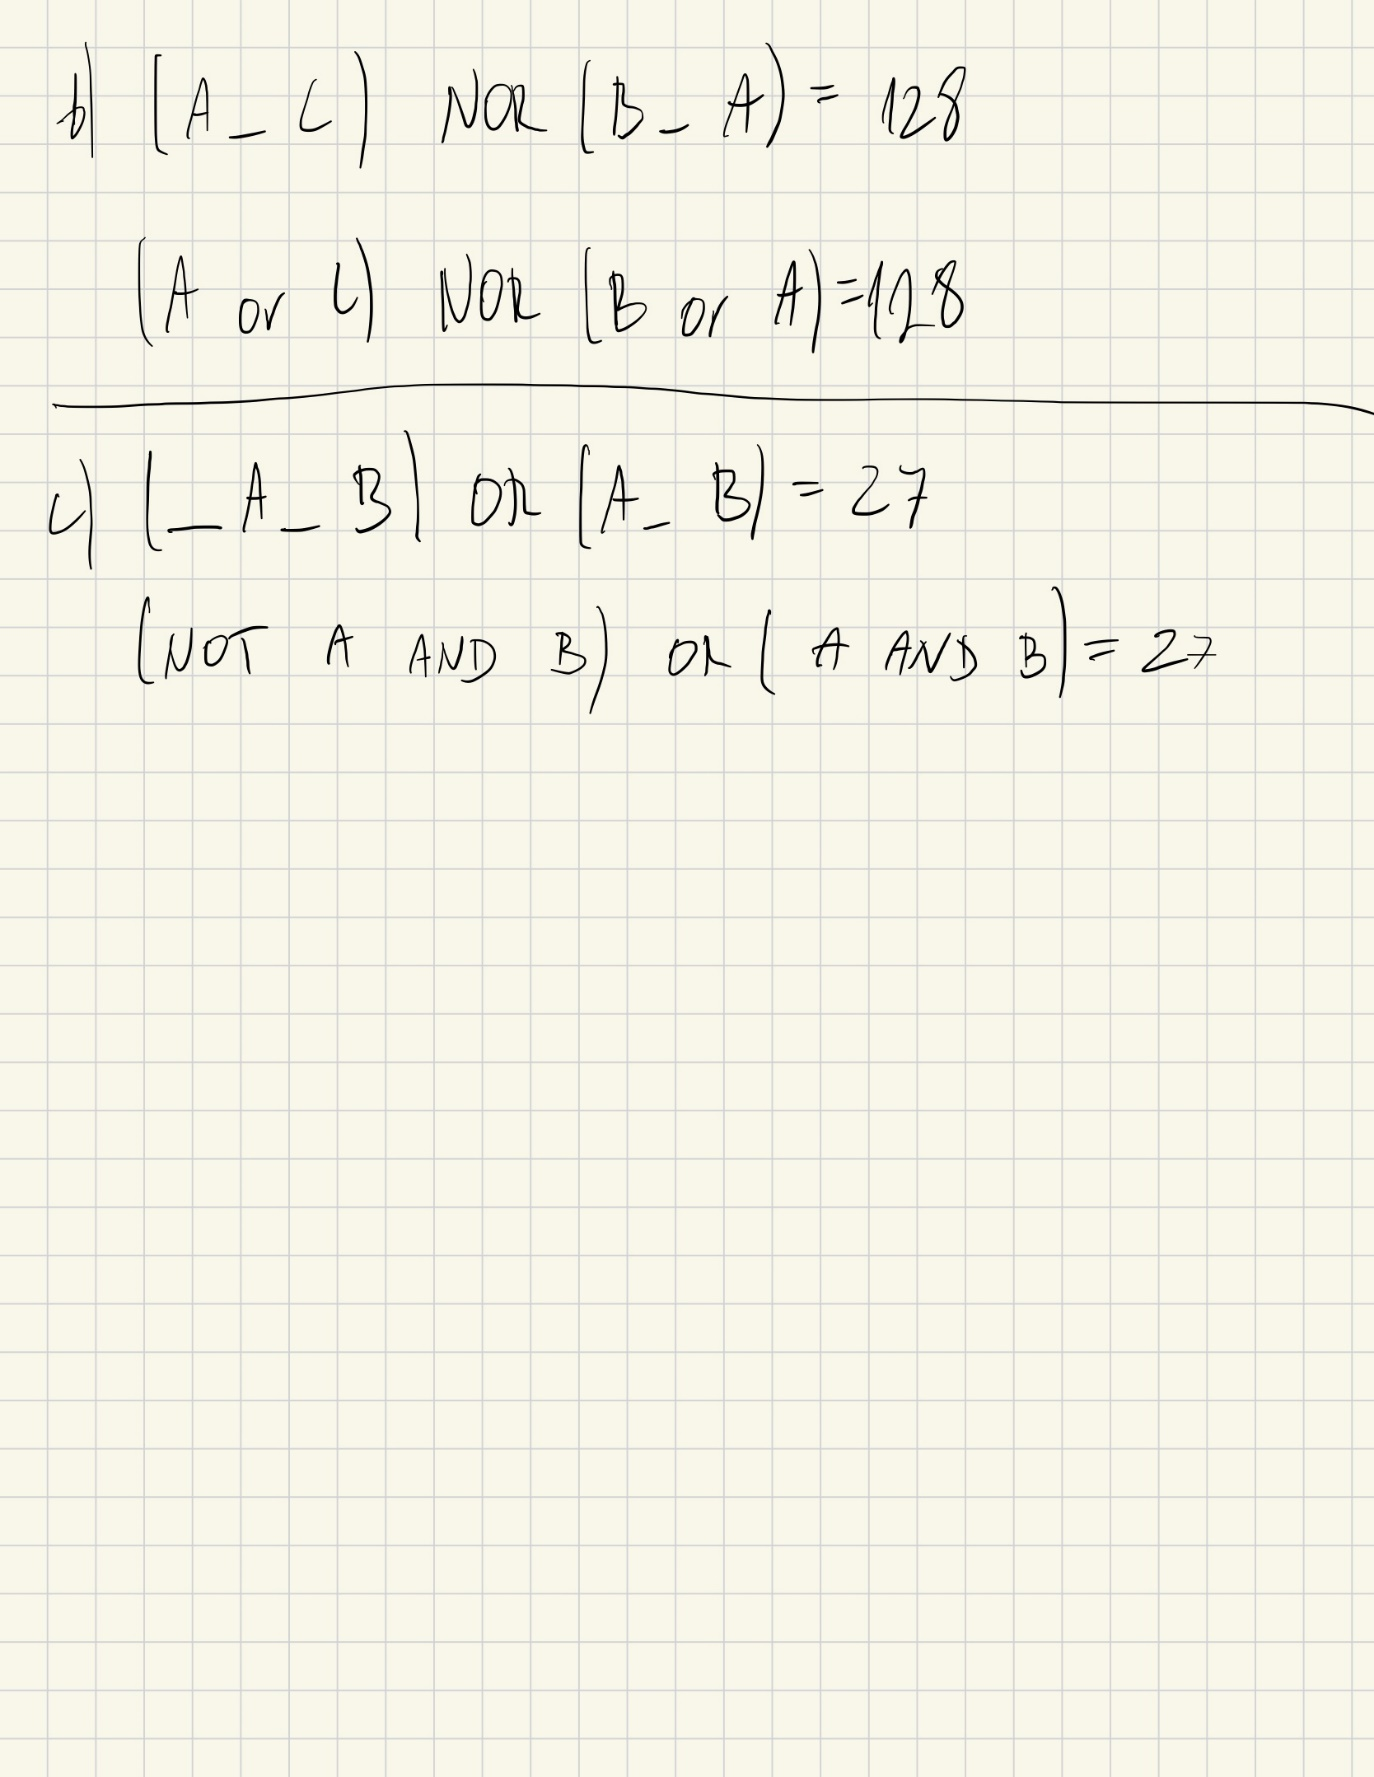 b) (A _ C) NOR (B _ A) = 128
(A or C) NOR (B or A) = 128
c) (_ A _ B) OR (A _ B) = 27
(NOT A AND B) OR (A AND B) = 27